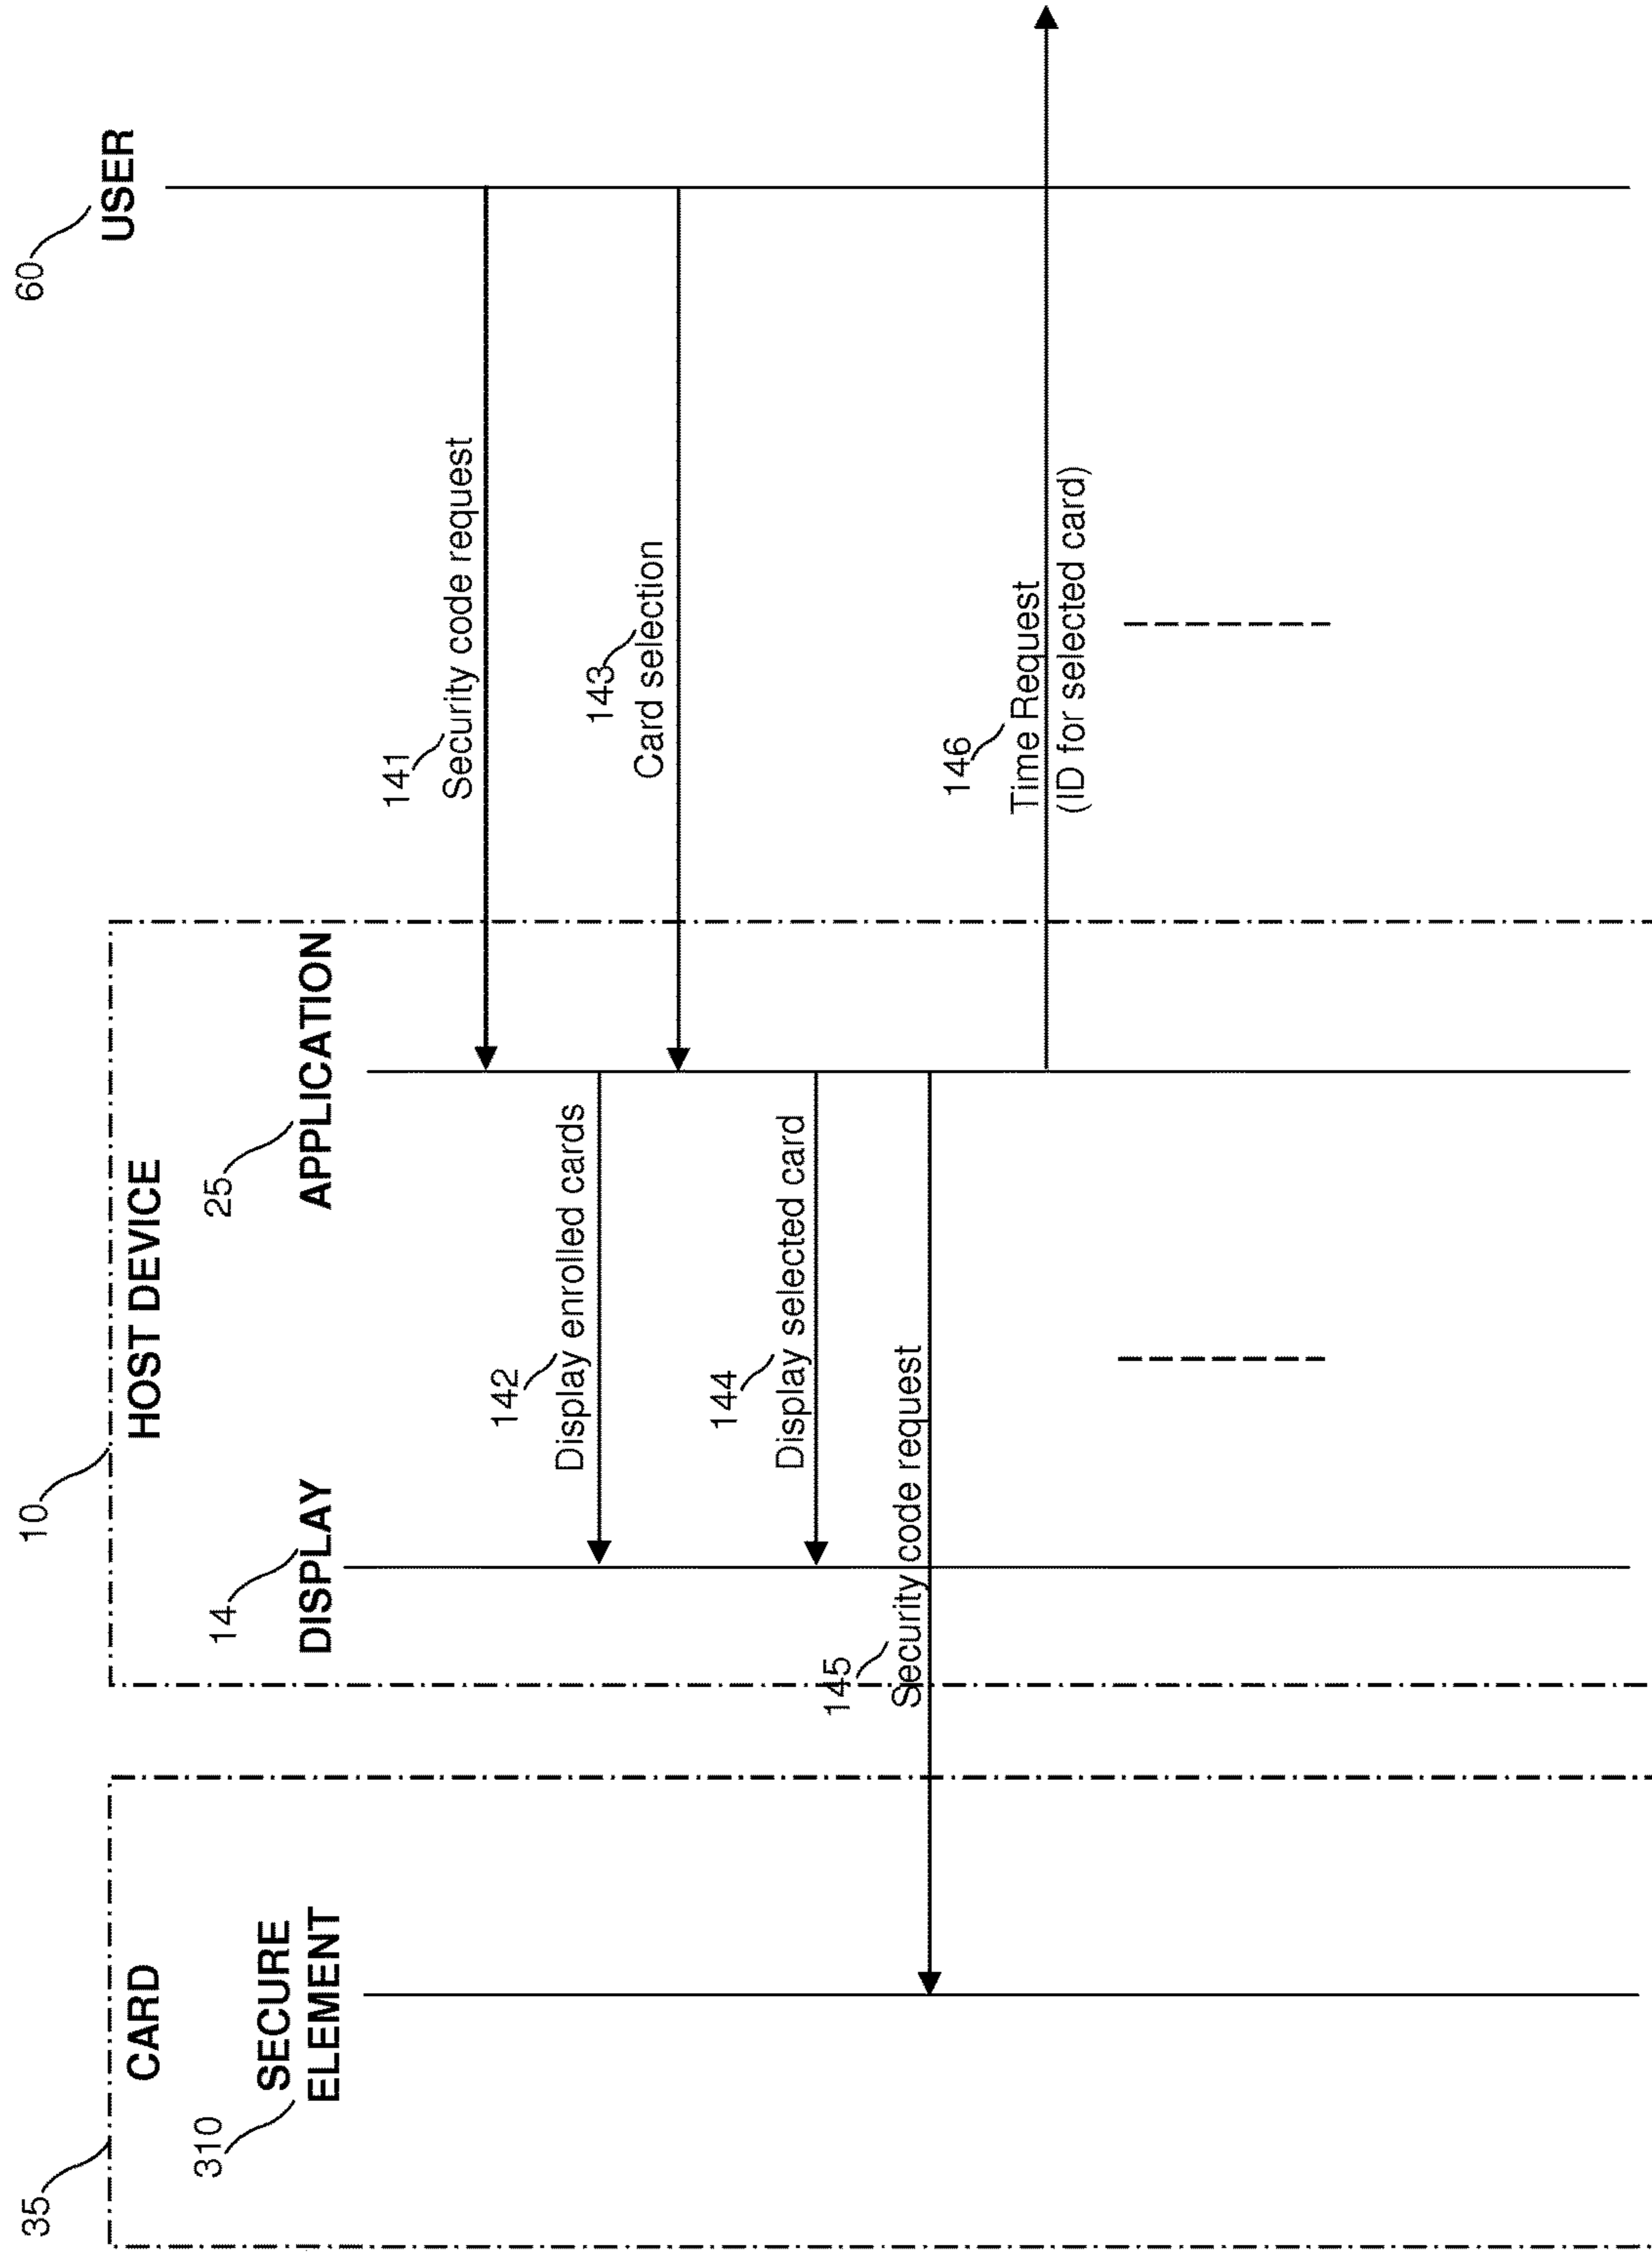 35
CARD
310
SECURE
ELEMENT
10
HOST DEVICE
14
DISPLAY
25
APPLICATION
60
USER
141
Security code request
142
Display enrolled cards
143
Card selection
144
Display selected card
145
Security code request
146
Time Request
(ID for selected card)